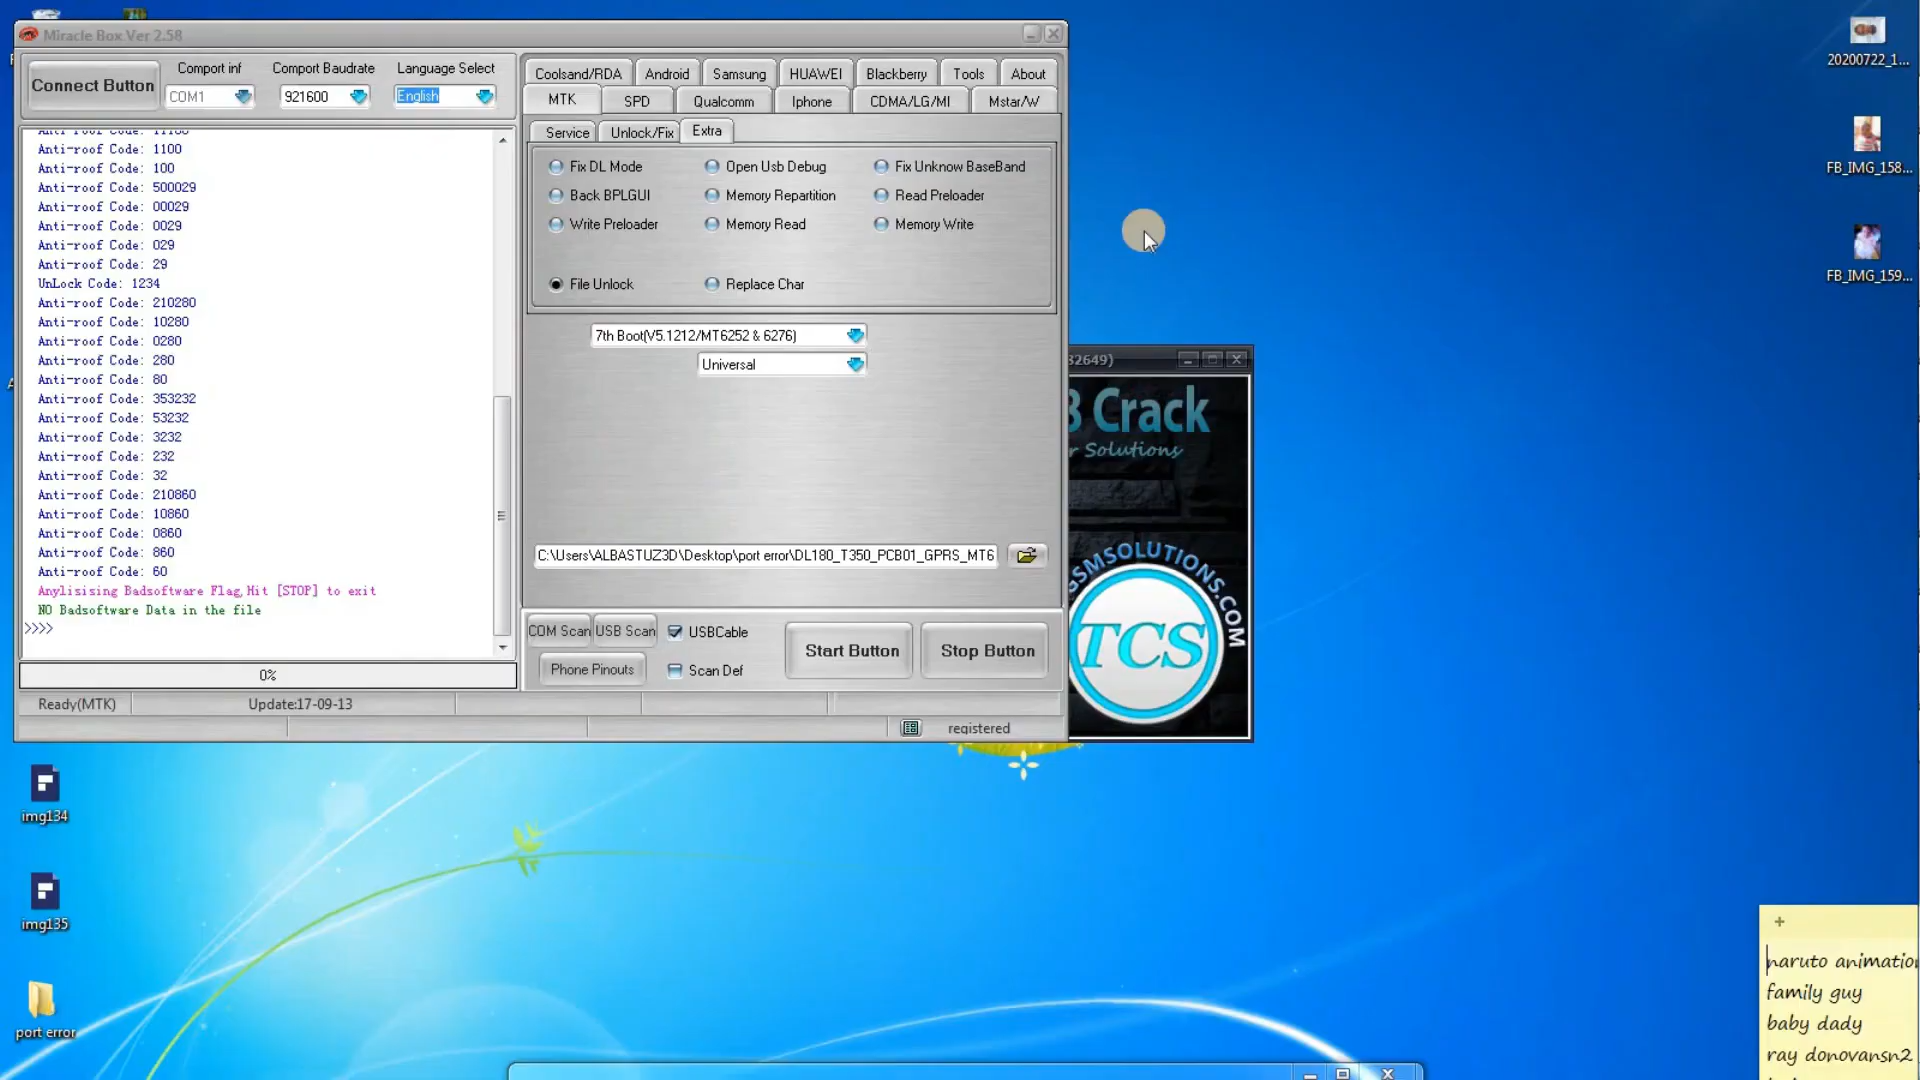 Miracle Box Ver 2.58
Connect Button
Comport inf
Comport Baudrate
Language Select
COM1
921600
English
Coolsand/RDA
Android
Samsung
HUAWEI
Blackberry
Tools
About
MTK
SPD
Qualcomm
Iphone
CDMA/LG/MI
Mstar/W
Service
Unlock/Fix
Extra
Fix DL Mode
Open Usb Debug
Fix Unknow BaseBand
Back BPLGUI
Memory Repartition
Read Preloader
Write Preloader
Memory Read
Memory Write
File Unlock
Replace Char
7th Boot(V5.1212/MT6252 & 6276)
Universal
C:\Users\ALBASTUZ3D\Desktop\port error\DL180_T350_PCB01_GPRS_MT6
COM Scan
USB Scan
USBCable
Phone Pinouts
Scan Def
Start Button
Stop Button
Anti-roof Code: 1100
Anti-roof Code: 100
Anti-roof Code: 500029
Anti-roof Code: 00029
Anti-roof Code: 0029
Anti-roof Code: 029
Anti-roof Code: 29
UnLock Code: 1234
Anti-roof Code: 210280
Anti-roof Code: 10280
Anti-roof Code: 0280
Anti-roof Code: 280
Anti-roof Code: 80
Anti-roof Code: 353232
Anti-roof Code: 53232
Anti-roof Code: 3232
Anti-roof Code: 232
Anti-roof Code: 32
Anti-roof Code: 210860
Anti-roof Code: 10860
Anti-roof Code: 0860
Anti-roof Code: 860
Anti-roof Code: 60
Anylisising Badsoftware Flag,Hit [STOP] to exit
NO Badsoftware Data in the file
>>>>
0%
Ready(MTK)
Update:17-09-13
registered
32649)
Crack
r Solutions
GSMSOLUTIONS.COM
TCS
20200722_1...
FB_IMG_158...
FB_IMG_159...
img134
img135
port error
+
naruto animation
family guy
baby dady
ray donovansn2